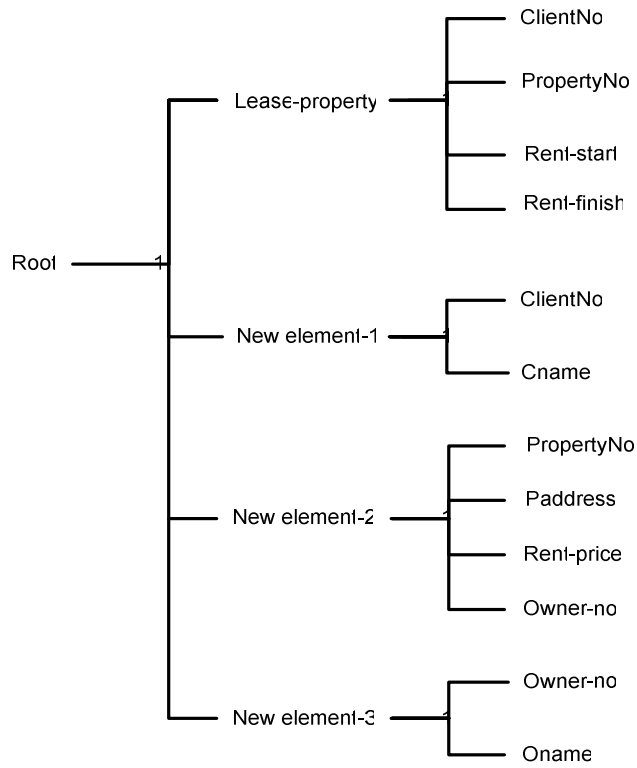 ClientNo
PropertyNo
Lease-property
Rent-start
Rent-finish
Root
1
ClientNo
New element-1
Cname
PropertyNo
Paddress
New element-2
Rent-price
Owner-no
Owner-no
New element-3
Oname